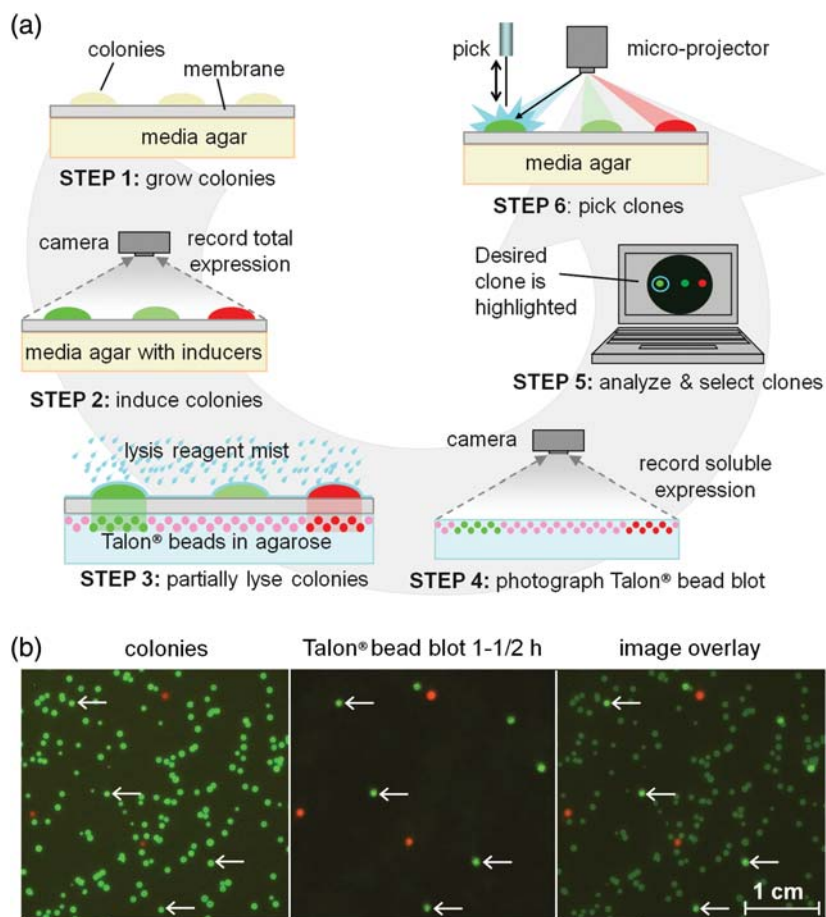 (a)
colonies
membrane
media agar
STEP 1: grow colonies
camera
record total
expression
media agar with inducers
STEP 2: induce colonies
lysis reagent mist
Talon® beads in agarose
STEP 3: partially lyse colonies
camera
record soluble
expression
STEP 4: photograph Talon® bead blot
Desired
clone is
highlighted
STEP 5: analyze & select clones
pick
micro-projector
media agar
STEP 6: pick clones
(b)
colonies
Talon® bead blot 1-1/2 h
image overlay
1 cm